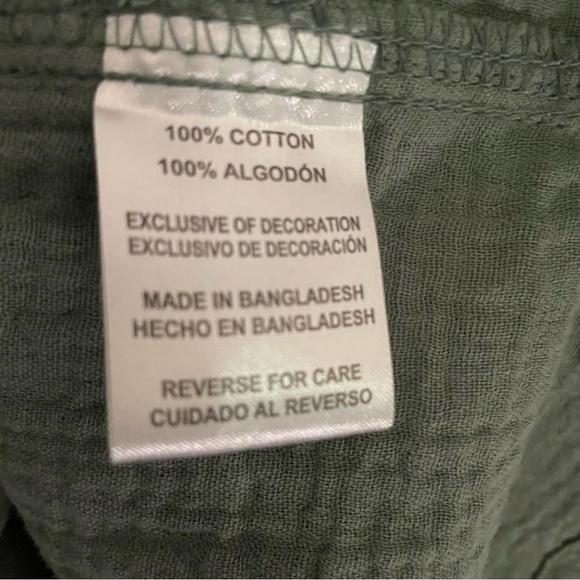 100% COTTON
100% ALGODÓN
EXCLUSIVE OF DECORATION
EXCLUSIVO DE DECORACIÓN
MADE IN BANGLADESH
HECHO EN BANGLADESH
REVERSE FOR CARE
CUIDADO AL REVERSO